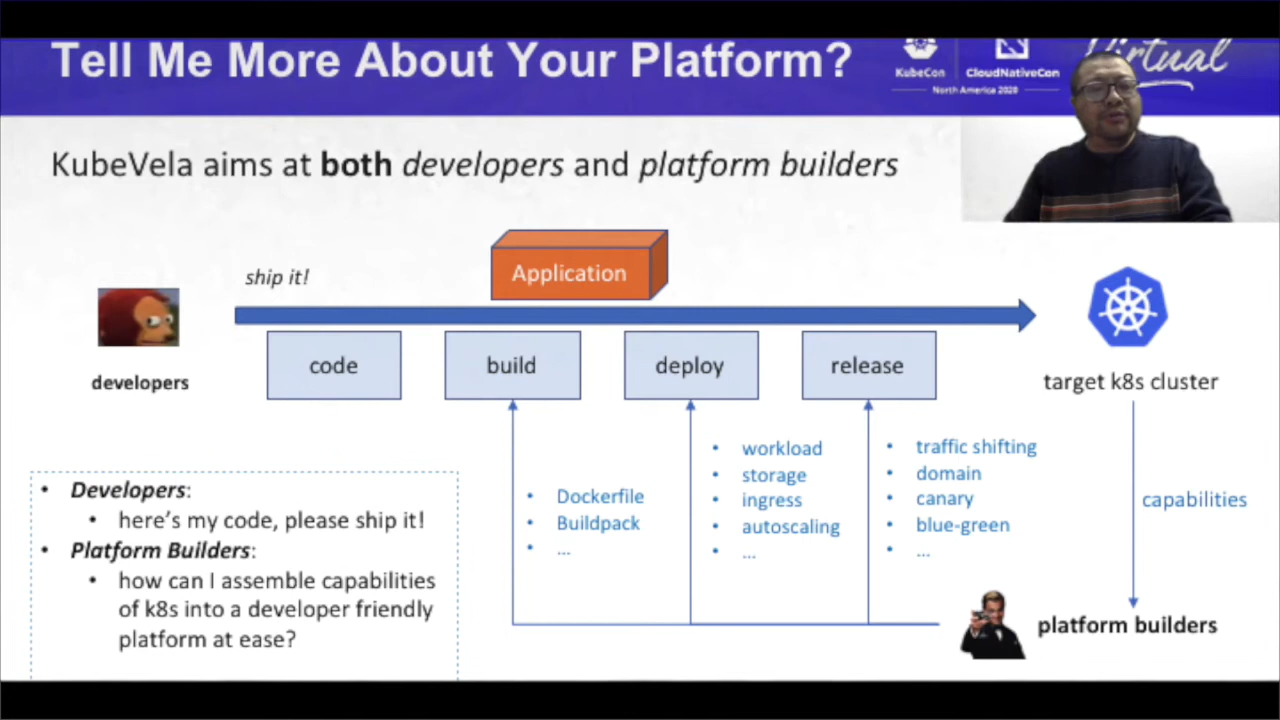 Tell Me More About Your Platform?
KubeCon
CloudNativeCon
North America 2020
Virtual
KubeVela aims at both developers and platform builders
ship it!
Application
developers
code
build
deploy
release
target k8s cluster
• Dockerfile
• Buildpack
• ...
• workload
• storage
• ingress
• autoscaling
• ...
• traffic shifting
• domain
• canary
• blue-green
• ...
capabilities
• Developers:
• here's my code, please ship it!
• Platform Builders:
• how can I assemble capabilities
of k8s into a developer friendly
platform at ease?
platform builders